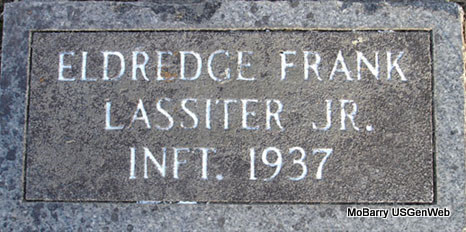 ELDREDGE FRANK
LASSITER JR.
INFT. 1937
MoBarry USGenWeb